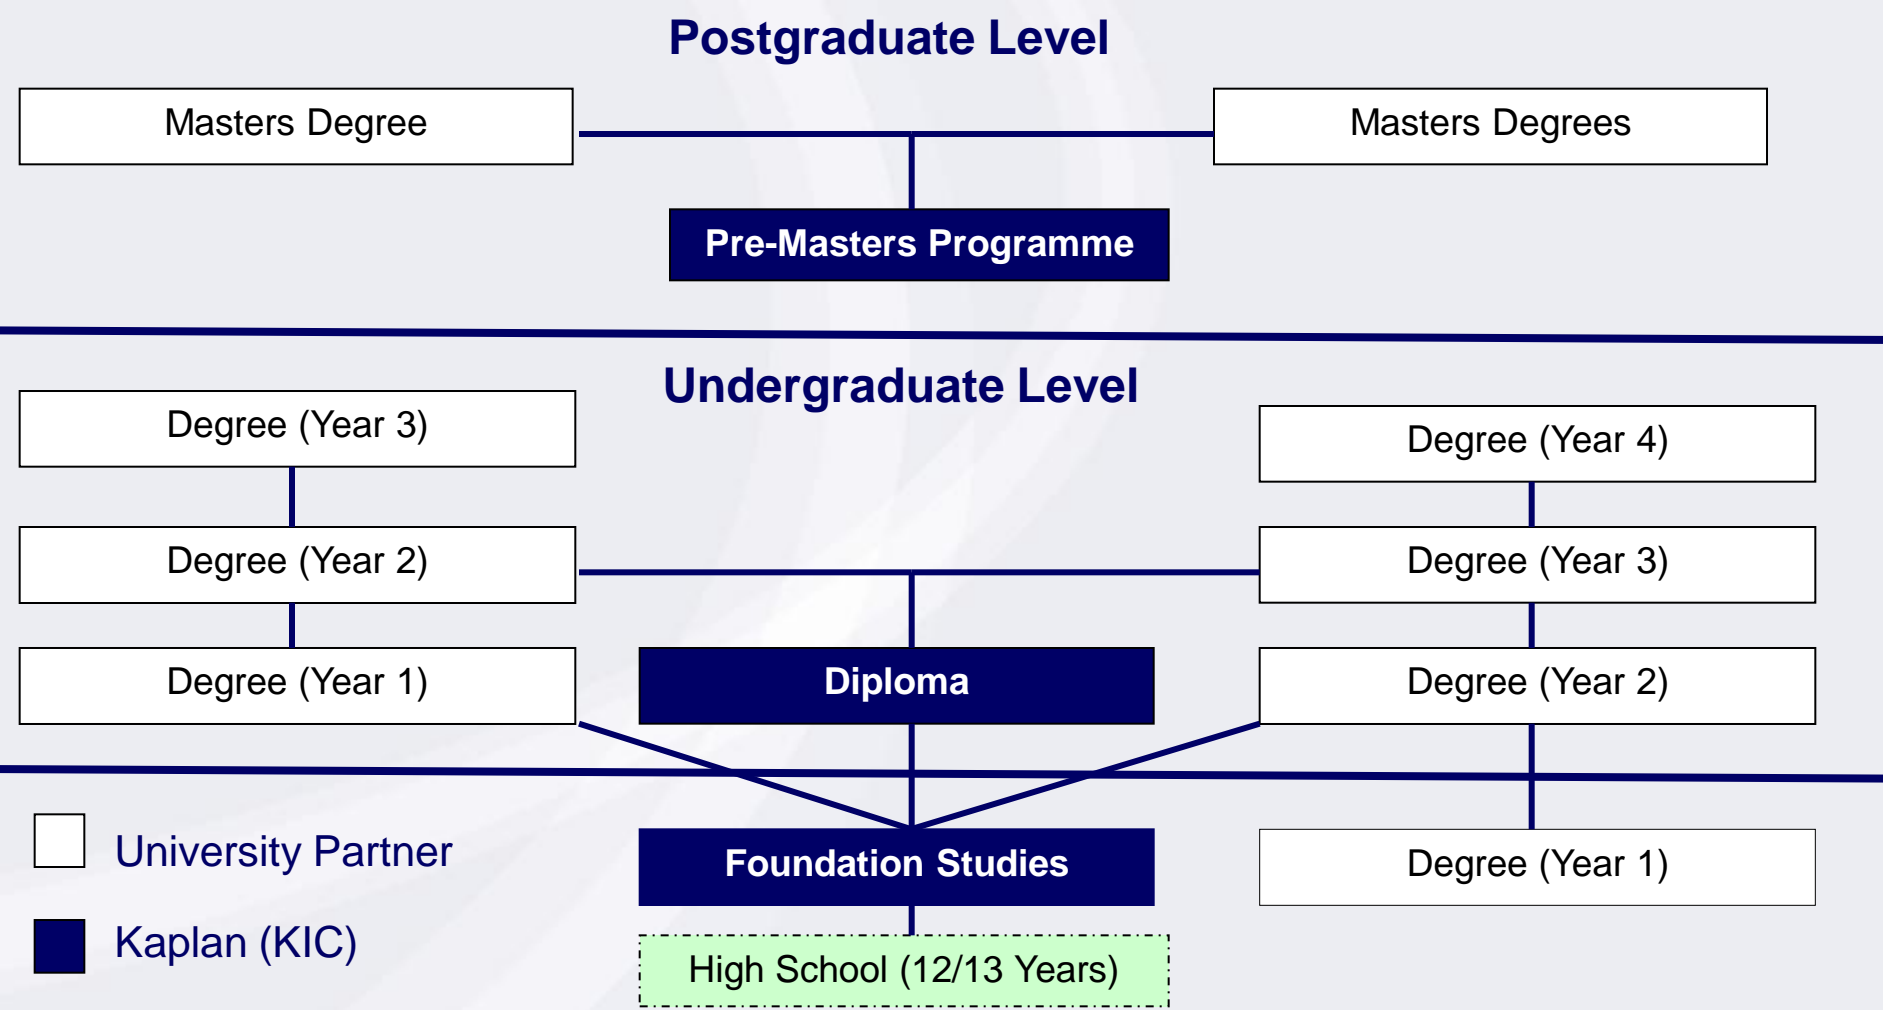 Postgraduate Level
Masters Degree
Masters Degrees
Pre-Masters Programme
Undergraduate Level
Degree (Year 3)
Degree (Year 4)
Degree (Year 2)
Degree (Year 3)
Degree (Year 1)
Diploma
Degree (Year 2)
University Partner
Foundation Studies
Degree (Year 1)
Kaplan (KIC)
High School (12/13 Years)